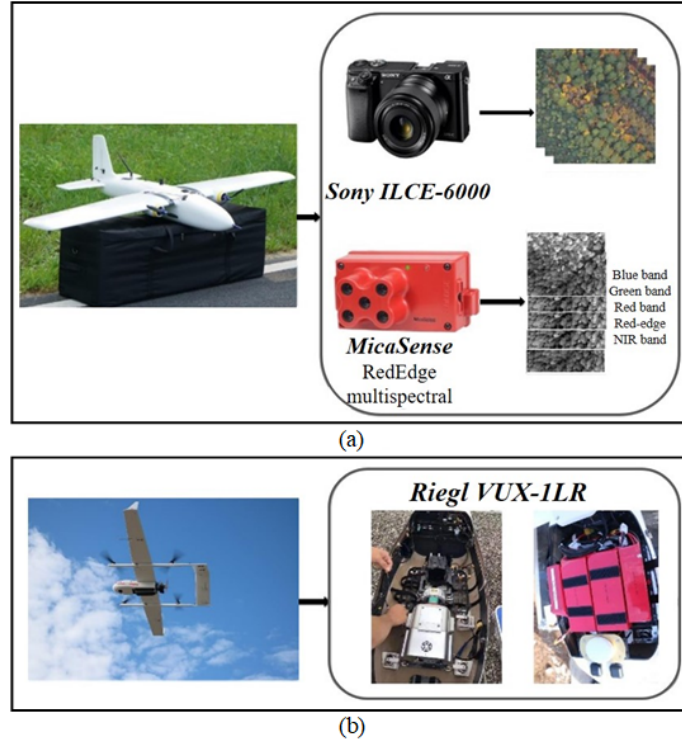 SONY
Sony ILCE-6000
Blue band
Green band
Red band
Red-edge
NIR band
MicaSense
RedEdge
multispectral
(a)
Riegl VUX-1LR
(b)